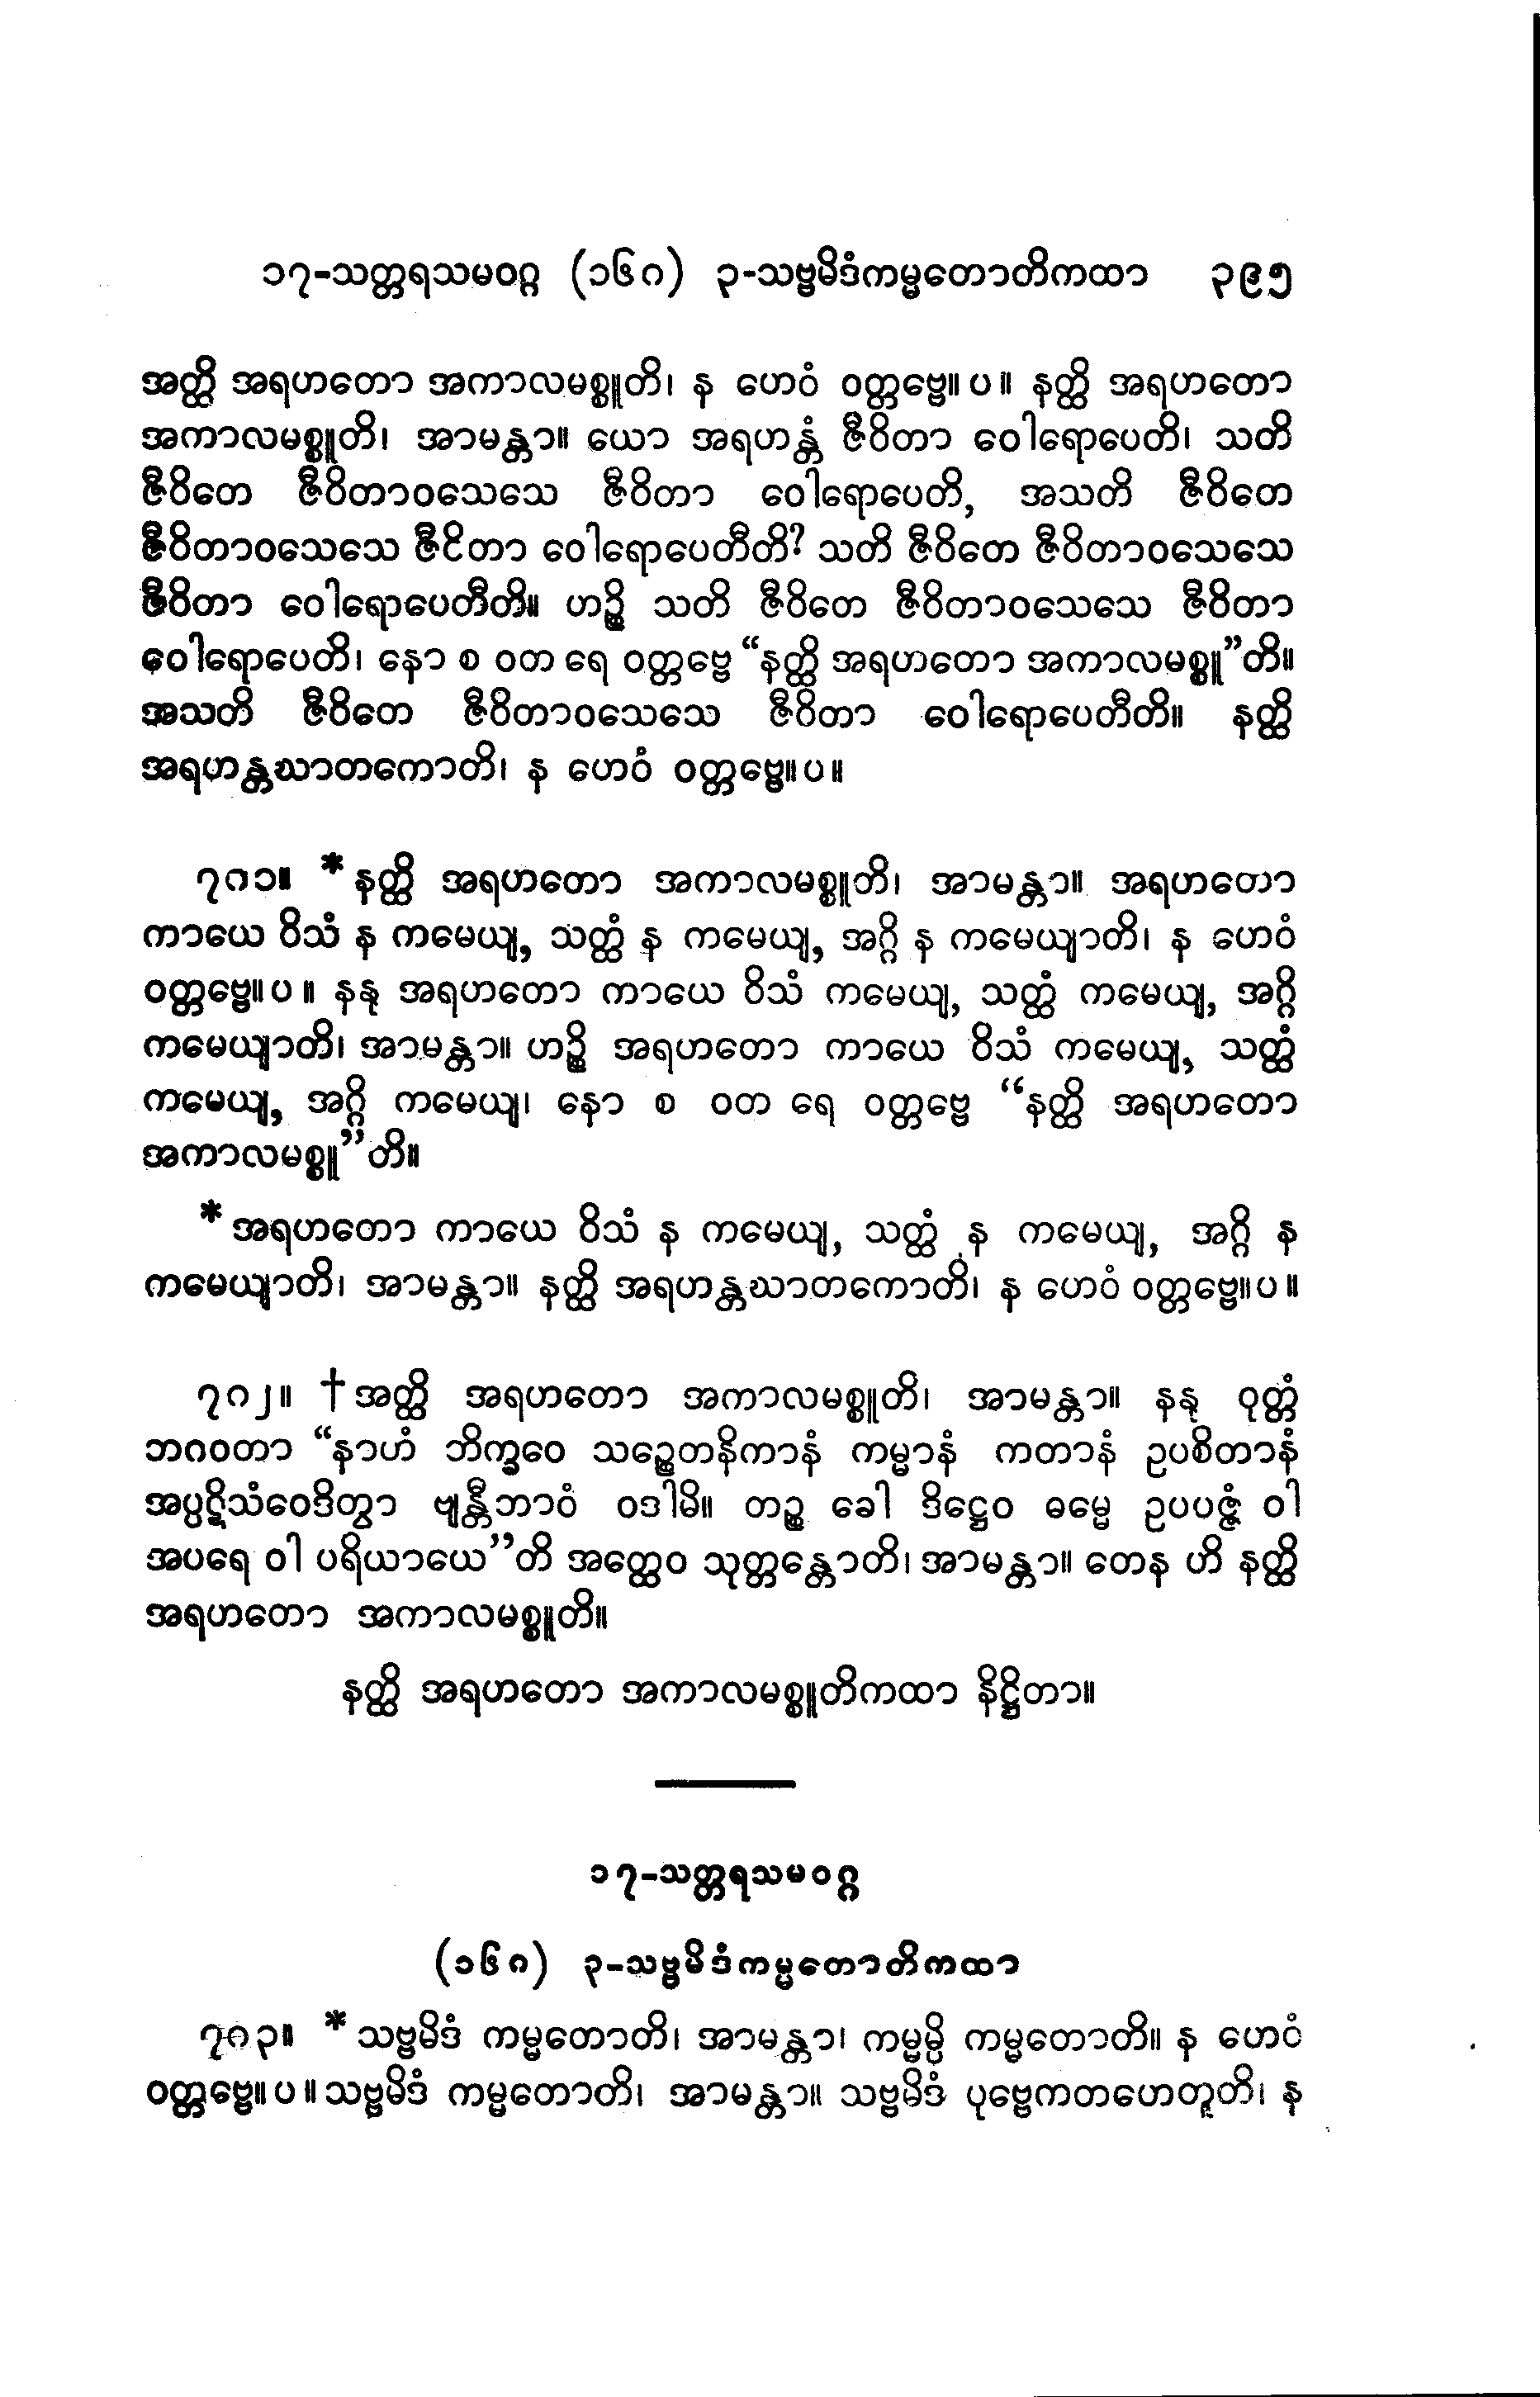 ၁၇-သတ္တရသမဝဂ္ဂ (၁၆၈) ၃-သဗ္ဗမိဒံကမ္မတောတိကထာ ၃၉၅
အတ္ထိ အရဟတော အကာလမစ္စူတိ၊ န ဟေဝံ ဝတ္တဗ္ဗေ။ ပ ။ နတ္ထိ အရဟတော
အကာလမစ္စူတိ၊ အာမန္တာ။ ယော အရဟန္တံ ဇီဝိတာ ဝေါရောပေတိ၊ သတိ
ဇီဝိတေ ဇီဝိတာဝသေသေ ဇီဝိတာ ဝေါရောပေတိ, အသတိ ဇီဝိတေ
ဇီဝိတာဝသေသေ ဇီငိတာ ဝေါရောပေတီတိ? သတိ ဇီဝိတေ ဇီဝိတာဝသေသေ
ဇီဝိတာ ဝေါရောပေတီတိ။ ဟဉ္စိ သတိ ဇီဝိတေ ဇီဝိတာဝသေသေ ဇီဝိတာ
ဝေါရောပေတိ၊ နော စ ဝတ ရေ ဝတ္တဗ္ဗေ “နတ္ထိ အရဟတော အကာလမစ္စူ”တိ။
အသတိ ဇီဝိတေ ဇီဝိတာဝသေသေ ဇီဝိတာ ဝေါရောပေတီတိ။ နတ္ထိ
အရဟန္တဃာတကောတိ၊ န ဟေဝံ ဝတ္တဗ္ဗေ။ ပ ။
၇၈၁။ * နတ္ထိ အရဟတော အကာလမစ္စူတိ၊ အာမန္တာ။ အရဟတော
ကာယေ ဝိသံ န ကမေယျ, သတ္ထံ န ကမေယျ, အဂ္ဂိ န ကမေယျာတိ၊ န ဟေဝံ
ဝတ္တဗ္ဗေ။ ပ ။ နနု အရဟတော ကာယေ ဝိသံ ကမေယျ, သတ္ထံ ကမေယျ, အဂ္ဂိ
ကမေယျာတိ၊ အာမန္တာ။ ဟဉ္စိ အရဟတော ကာယေ ဝိသံ ကမေယျ, သတ္ထံ
ကမေယျ, အဂ္ဂိ ကမေယျ၊ နော စ ဝတ ရေ ဝတ္တဗ္ဗေ “နတ္ထိ အရဟတော
အကာလမစ္စူ”တိ။
* အရဟတော ကာယေ ဝိသံ န ကမေယျ, သတ္ထံ န ကမေယျ, အဂ္ဂိ န
ကမေယျာတိ၊ အာမန္တာ။ နတ္ထိ အရဟန္တဃာတကောတိ၊ န ဟေဝံ ဝတ္တဗ္ဗေ။ ပ ။
၇၈၂။ †အတ္ထိ အရဟတော အကာလမစ္စူတိ၊ အာမန္တာ။ နနု ဝုတ္တံ
ဘဂဝတာ “နာဟံ ဘိက္ခဝေ သဉ္စေတနိကာနံ ကမ္မာနံ ကတာနံ ဥပစိတာနံ
အပ္ပဋိသံဝေဒိတွာ ဗျန္တီဘာဝံ ဝဒါမိ။ တဉ္စ ခေါ ဒိဋ္ဌေဝ ဓမ္မေ ဥပပဇ္ဇံ ဝါ
အပရေ ဝါ ပရိယာယေ”တိ အတ္ထေဝ သုတ္တန္တောတိ၊ အာမန္တာ။ တေန ဟိ နတ္ထိ
အရဟတော အကာလမစ္စူတိ။
နတ္ထိ အရဟတော အကာလမစ္စူတိကထာ နိဋ္ဌိတာ။
၁၇-သတ္တရသမဝဂ္ဂ
(၁၆၈) ၃-သဗ္ဗမိဒံကမ္မတောတိကထာ
၇၈၃။ * သဗ္ဗမိဒံ ကမ္မတောတိ၊ အာမန္တာ၊ ကမ္မမ္ပိ ကမ္မတောတိ။ န ဟေဝံ
ဝတ္တဗ္ဗေ။ ပ ။ သဗ္ဗမိဒံ ကမ္မတောတိ၊ အာမန္တာ။ သဗ္ဗမိဒံ ပုဗ္ဗေကတဟေတူတိ၊ န